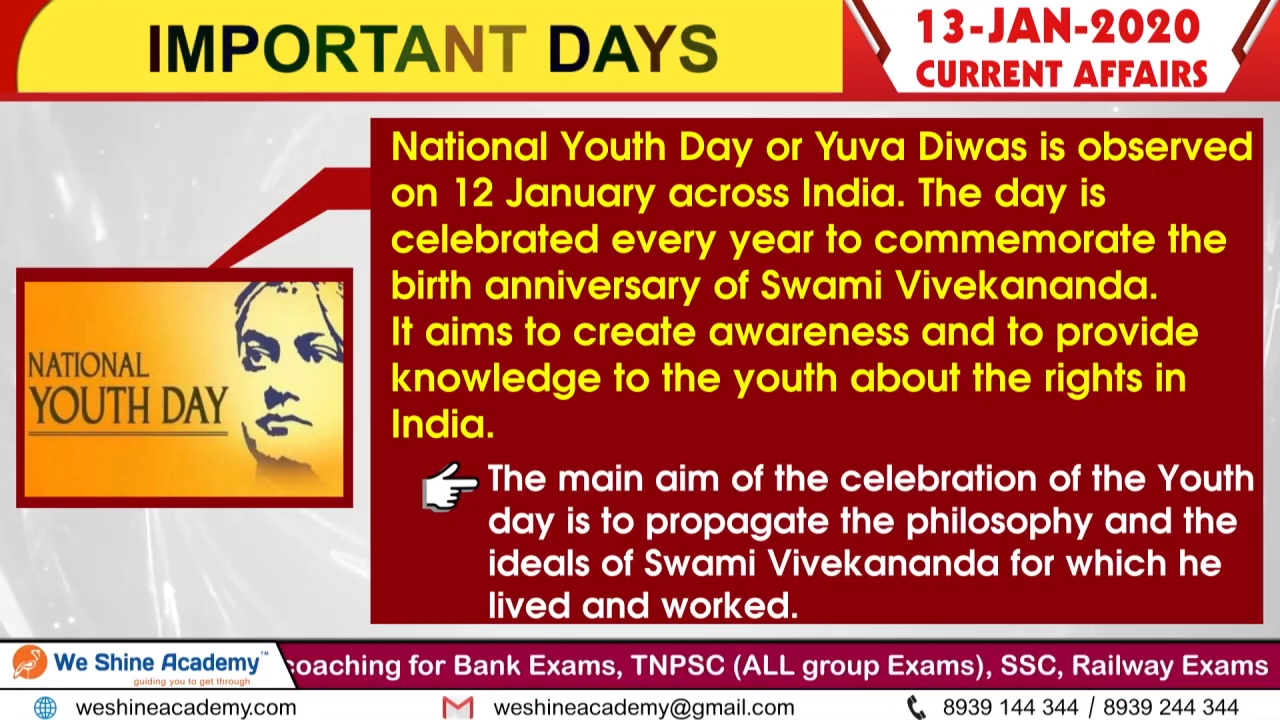 IMPORTANT DAYS
13-JAN-2020
CURRENT AFFAIRS
National Youth Day or Yuva Diwas is observed
on 12 January across India. The day is
celebrated every year to commemorate the
birth anniversary of Swami Vivekananda.
It aims to create awareness and to provide
knowledge to the youth about the rights in
India.
The main aim of the celebration of the Youth
day is to propagate the philosophy and the
ideals of Swami Vivekananda for which he
lived and worked.
NATIONAL
YOUTH DAY
We Shine Academy™
guiding you to get through
coaching for Bank Exams, TNPSC (ALL group Exams), SSC, Railway Exams
weshineacademy.com
weshineacademy@gmail.com
8939 144 344 / 8939 244 344